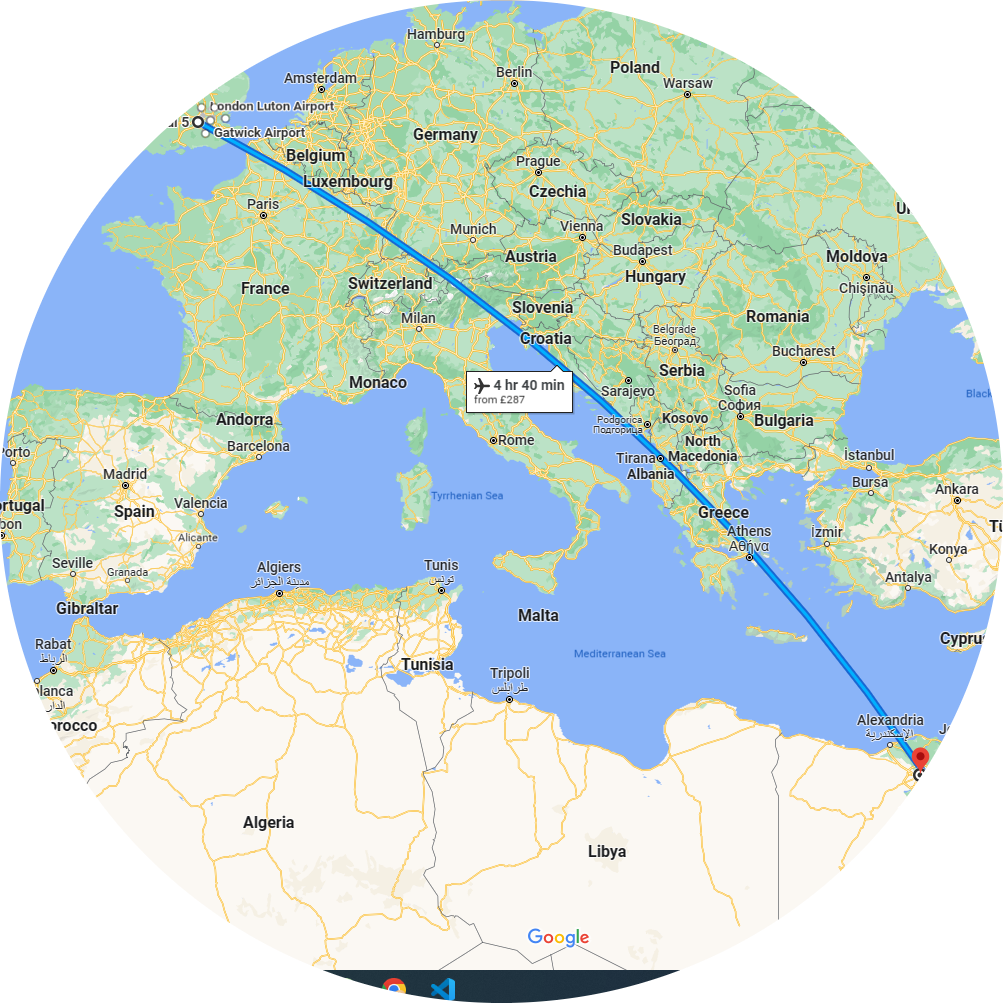 Hamburg
Amsterdam
Berlin
Poland
Warsaw
London Luton Airport
al 5
Gatwick Airport
Germany
Belgium
Luxembourg
Prague
Czechia
Paris
Slovakia
Munich
Vienna
Budapest
Austria
Hungary
Moldova
Chișinău
France
Switzerland
Slovenia
Milan
Croatia
Romania
Belgrade
Београд
Bucharest
Serbia
Monaco
4 hr 40 min
from £287
Sarajevo
Sofia
София
Black
Andorra
Podgorica
Подгорица
Kosovo
Bulgaria
Barcelona
Rome
North
Macedonia
Porto
Tirana
Albania
İstanbul
Madrid
Bursa
Ankara
Tyrrhenian Sea
Valencia
ortugal
Spain
Greece
bon
Athens
Αθήνα
İzmir
Alicante
Konya
Seville
Granada
Algiers
مدينة الجزائر
Tunis
تونس
Antalya
Gibraltar
Malta
Rabat
الرباط
Mediterranean Sea
Cyprus
Tunisia
Tripoli
طرابلس
blanca
الدار
orocco
Alexandria
الإسكندرية
Algeria
Libya
Google